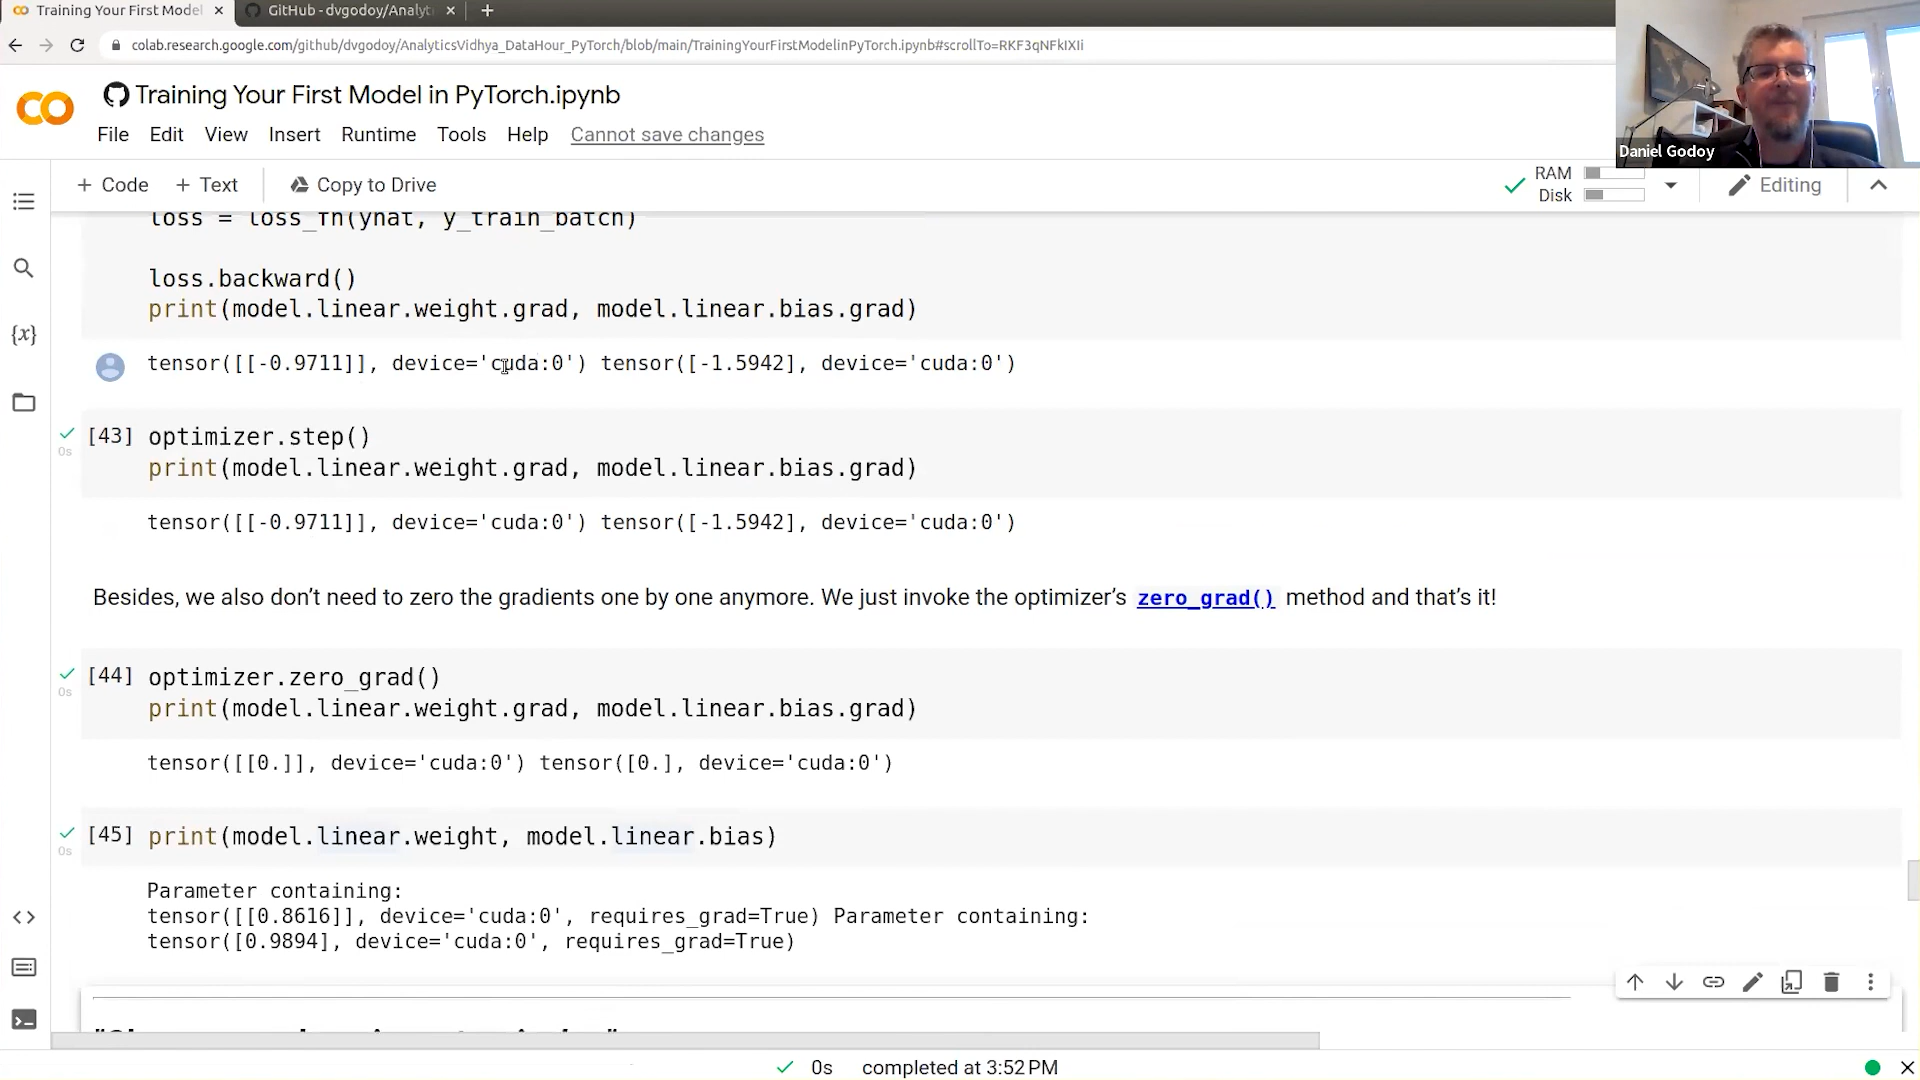 Training Your First Model
GitHub - dvgodoy/Analyt
colab.research.google.com/github/dvgodoy/AnalyticsVidhya_DataHour_PyTorch/blob/main/TrainingYourFirstModelinPyTorch.ipynb#scrollTo=RKF3qNFkIXIi
Training Your First Model in PyTorch.ipynb
File Edit View Insert Runtime Tools Help Cannot save changes
Daniel Godoy
+ Code + Text Copy to Drive
RAM
Disk
Editing
loss = loss_fn(yhat, y_train_batch)
loss.backward()
print(model.linear.weight.grad, model.linear.bias.grad)
tensor([[-0.9711]], device='cuda:0') tensor([-1.5942], device='cuda:0')
[43] optimizer.step()
0s
print(model.linear.weight.grad, model.linear.bias.grad)
tensor([[-0.9711]], device='cuda:0') tensor([-1.5942], device='cuda:0')
Besides, we also don’t need to zero the gradients one by one anymore. We just invoke the optimizer’s zero_grad() method and that’s it!
[44] optimizer.zero_grad()
0s
print(model.linear.weight.grad, model.linear.bias.grad)
tensor([[0.]], device='cuda:0') tensor([0.], device='cuda:0')
[45] print(model.linear.weight, model.linear.bias)
0s
Parameter containing:
tensor([[0.8616]], device='cuda:0', requires_grad=True) Parameter containing:
tensor([0.9894], device='cuda:0', requires_grad=True)
0s completed at 3:52 PM